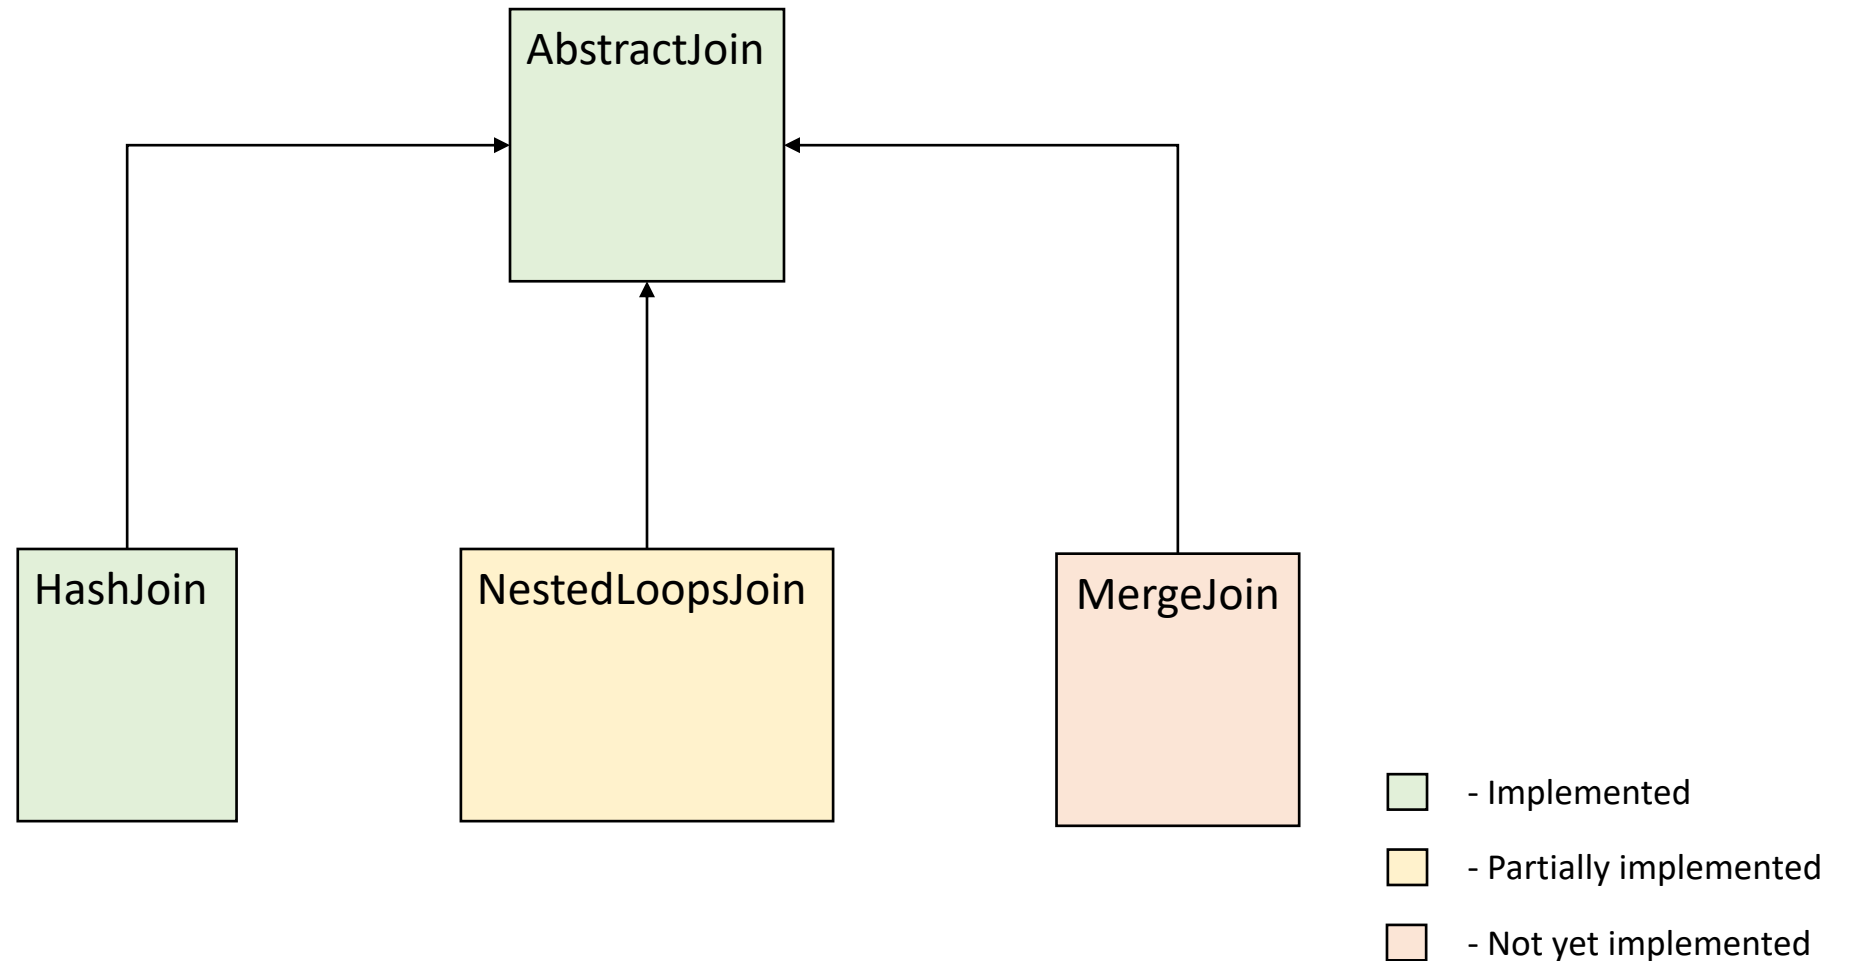 AbstractJoin
HashJoin
NestedLoopsJoin
MergeJoin
- Implemented
- Partially implemented
- Not yet implemented